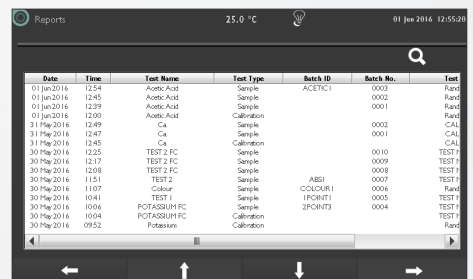 Reports 25.0 °C 01 Jun 2016 12:55:20
Date Time Test Name Test Type Batch ID Batch No. Test
01 Jun 2016 12:54 Acetic Acid Sample ACETIC1 0003 Rand
01 Jun 2016 12:45 Acetic Acid Sample 0002 Rand
01 Jun 2016 12:39 Acetic Acid Sample 0001 Rand
01 Jun 2016 12:00 Acetic Acid Calibration Rand
31 May 2016 12:49 Ca Sample 0002 CAL
31 May 2016 12:47 Ca Sample 0001 CAL
31 May 2016 12:45 Ca Calibration CAL
30 May 2016 12:25 TEST 2 FC Sample 0010 TEST
30 May 2016 12:17 TEST 2 FC Sample 0009 TEST
30 May 2016 12:08 TEST 2 FC Sample 0008 TEST
30 May 2016 11:51 TEST 2 Sample ABS1 0007 TEST
30 May 2016 11:07 Colour Sample COLOUR1 0006 Rand
30 May 2016 10:41 TEST 1 Sample 1POINT1 0005 TEST
30 May 2016 10:06 POTASSIUM FC Sample 2POINT3 0004 TEST
30 May 2016 10:04 POTASSIUM FC Calibration TEST
30 May 2016 09:52 Potassium Calibration Rand